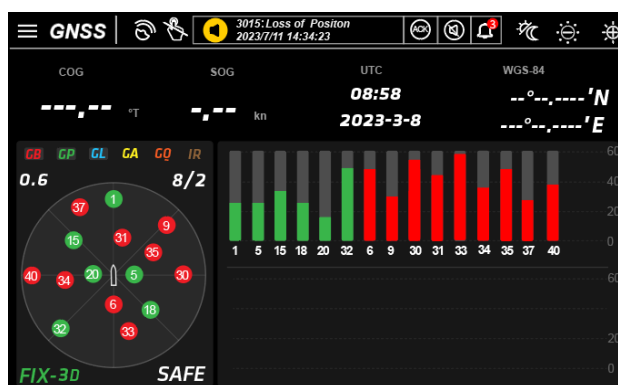 GNSS
3015:Loss of Positon
2023/7/11 14:34:23
ACK
3
COG
SOG
UTC
WGS-84
---.-- °T
-.-- kn
08:58
2023-3-8
--°--.----'N
---°--.----'E
GB GP GL GA GQ IR
0.6
8/2
37
1
9
15
31
35
40
34
20
5
30
6
18
32
33
FIX-3D
SAFE
60
40
20
0
1 5 15 18 20 32 6 9 30 31 33 34 35 37 40
60
20
0